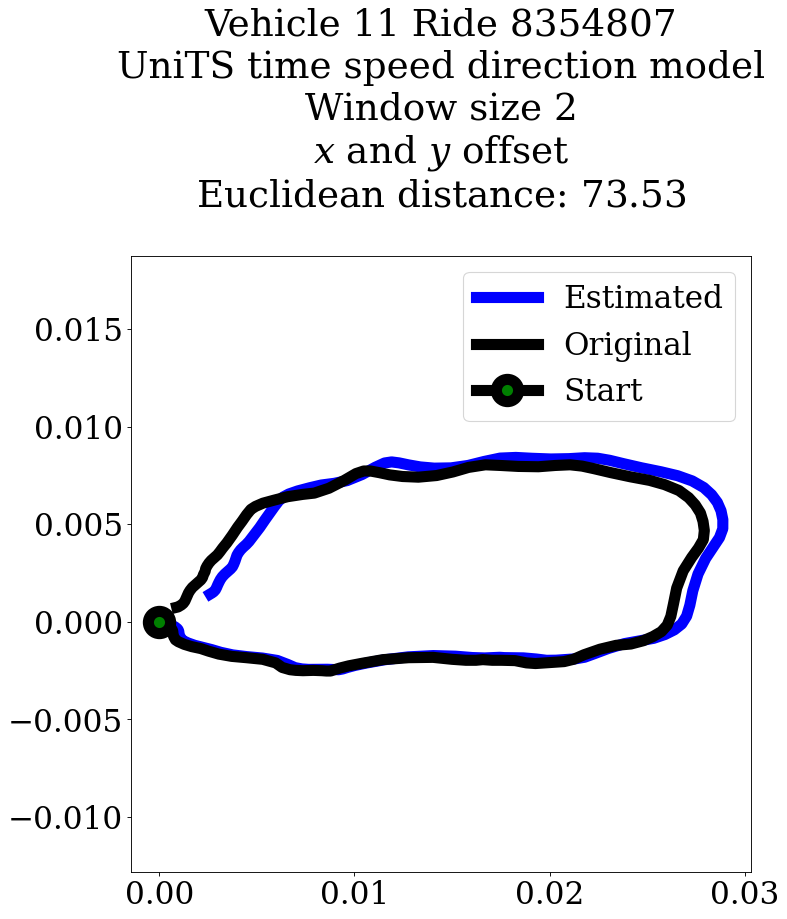 Vehicle 11 Ride 8354807
UniTS time speed direction model
Window size 2
x and y offset
Euclidean distance: 73.53
Estimated
Original
Start
0.015
0.010
0.005
0.000
−0.005
−0.010
0.00 0.01 0.02 0.03